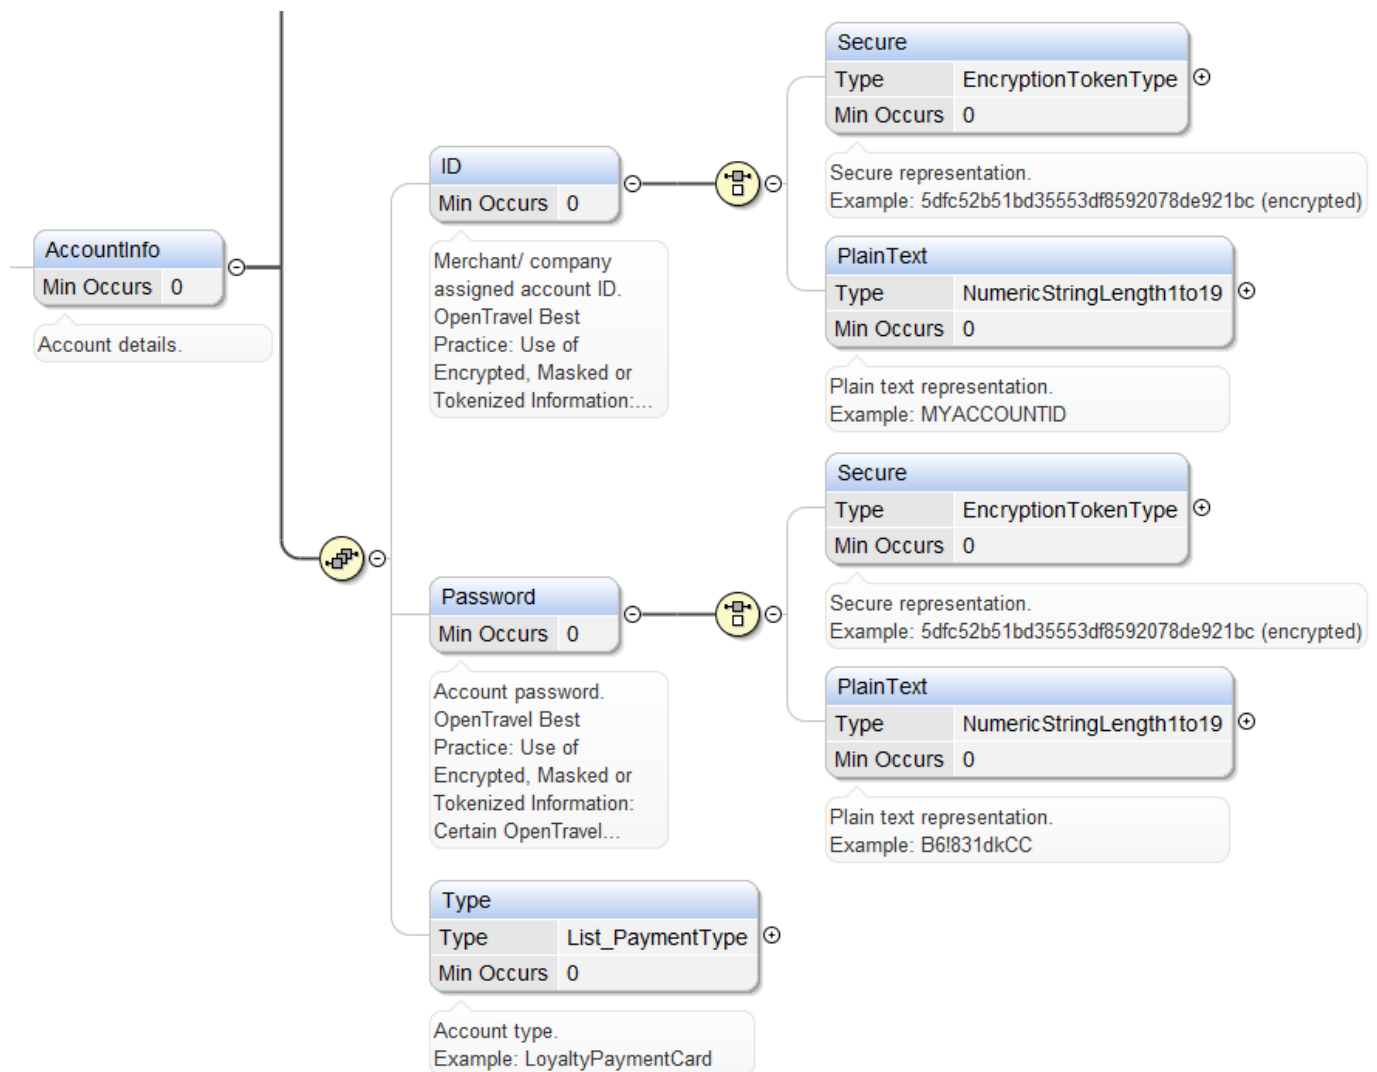 AccountInfo
Min Occurs 0
Account details.
ID
Min Occurs 0
Merchant/ company
assigned account ID.
OpenTravel Best
Practice: Use of
Encrypted, Masked or
Tokenized Information:...
Secure
Type EncryptionTokenType
Min Occurs 0
Secure representation.
Example: 5dfc52b51bd35553df8592078de921bc (encrypted)
PlainText
Type NumericStringLength1to19
Min Occurs 0
Plain text representation.
Example: MYACCOUNTID
Password
Min Occurs 0
Account password.
OpenTravel Best
Practice: Use of
Encrypted, Masked or
Tokenized Information:
Certain OpenTravel...
Secure
Type EncryptionTokenType
Min Occurs 0
Secure representation.
Example: 5dfc52b51bd35553df8592078de921bc (encrypted)
PlainText
Type NumericStringLength1to19
Min Occurs 0
Plain text representation.
Example: B6!831dkCC
Type
Type List_PaymentType
Min Occurs 0
Account type.
Example: LoyaltyPaymentCard